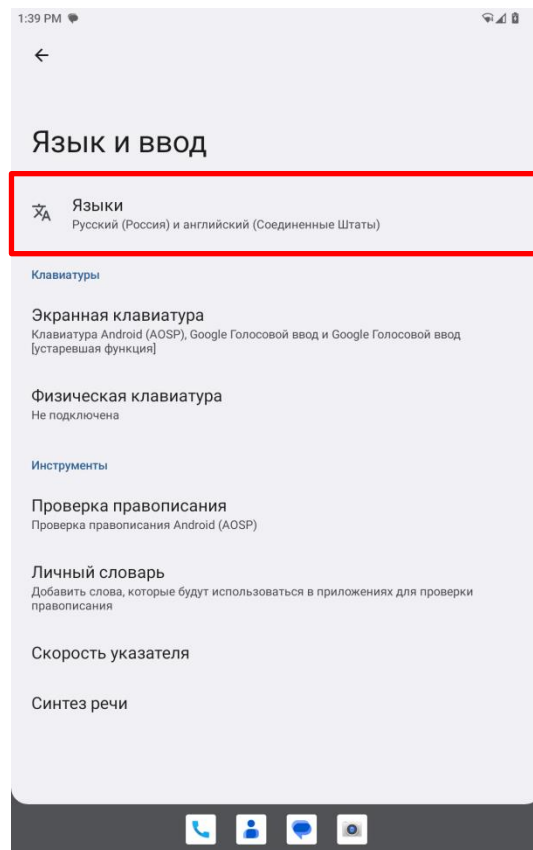 1:39 PM
Язык и ввод
Языки
Русский (Россия) и английский (Соединенные Штаты)
Клавиатуры
Экранная клавиатура
Клавиатура Android (AOSP), Google Голосовой ввод и Google Голосовой ввод
[устаревшая функция]
Физическая клавиатура
Не подключена
Инструменты
Проверка правописания
Проверка правописания Android (AOSP)
Личный словарь
Добавить слова, которые будут использоваться в приложениях для проверки
правописания
Скорость указателя
Синтез речи